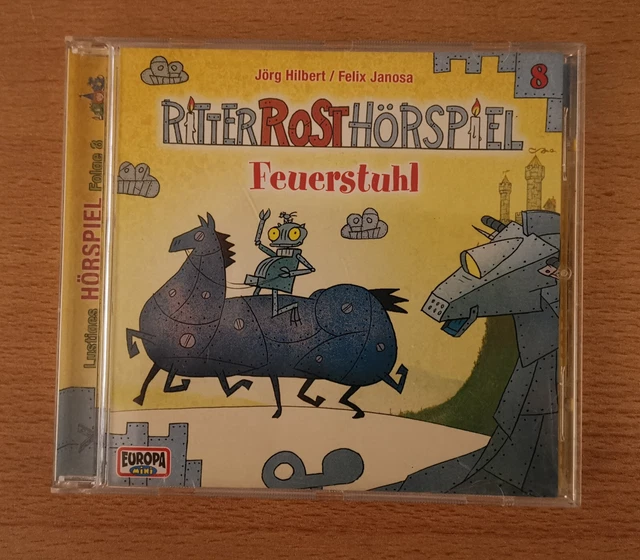 Jörg Hilbert / Felix Janosa
8
RITTER ROST HÖRSPIEL
Feuerstuhl
Lustiges HÖRSPIEL Folge 8
EUROPA
MINI